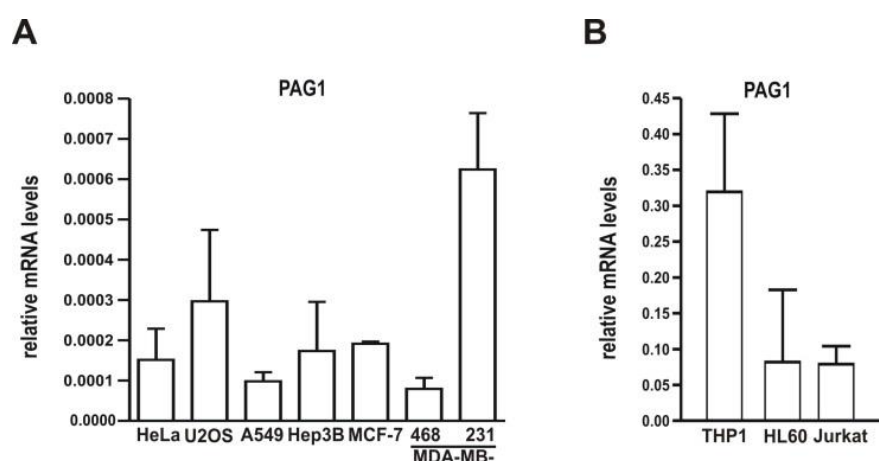 A
PAG1
relative mRNA levels
0.0008
0.0007
0.0006
0.0005
0.0004
0.0003
0.0002
0.0001
0.0000
HeLa U2OS A549 Hep3B MCF-7 468 231
MDA-MB-
B
PAG1
relative mRNA levels
0.45
0.40
0.35
0.30
0.25
0.20
0.15
0.10
0.05
0.00
THP1 HL60 Jurkat